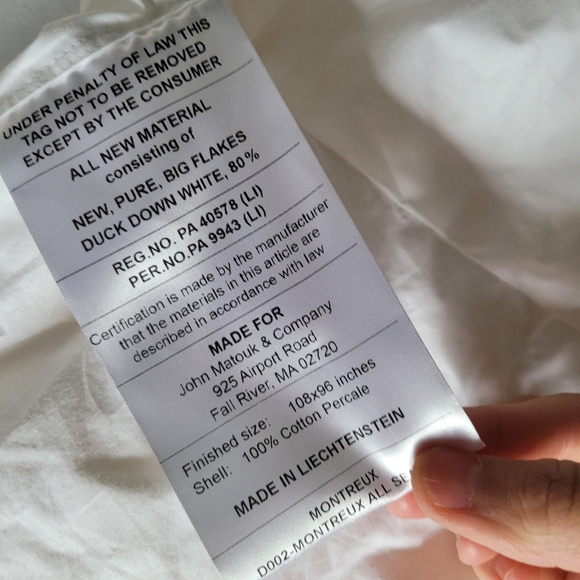 UNDER PENALTY OF LAW THIS
TAG NOT TO BE REMOVED
EXCEPT BY THE CONSUMER
ALL NEW MATERIAL
consisting of
NEW, PURE, BIG FLAKES
DUCK DOWN WHITE, 80%
REG.NO. PA 40578 (LI)
PER.NO.PA 9943 (LI)
Certification is made by the manufacturer
that the materials in this article are
described in accordance with law
MADE FOR
John Matouk & Company
925 Airport Road
Fall River, MA 02720
Finished size: 108x96 inches
Shell: 100% Cotton Percale
MADE IN LIECHTENSTEIN
MONTREUX
D002-MONTREUX ALL